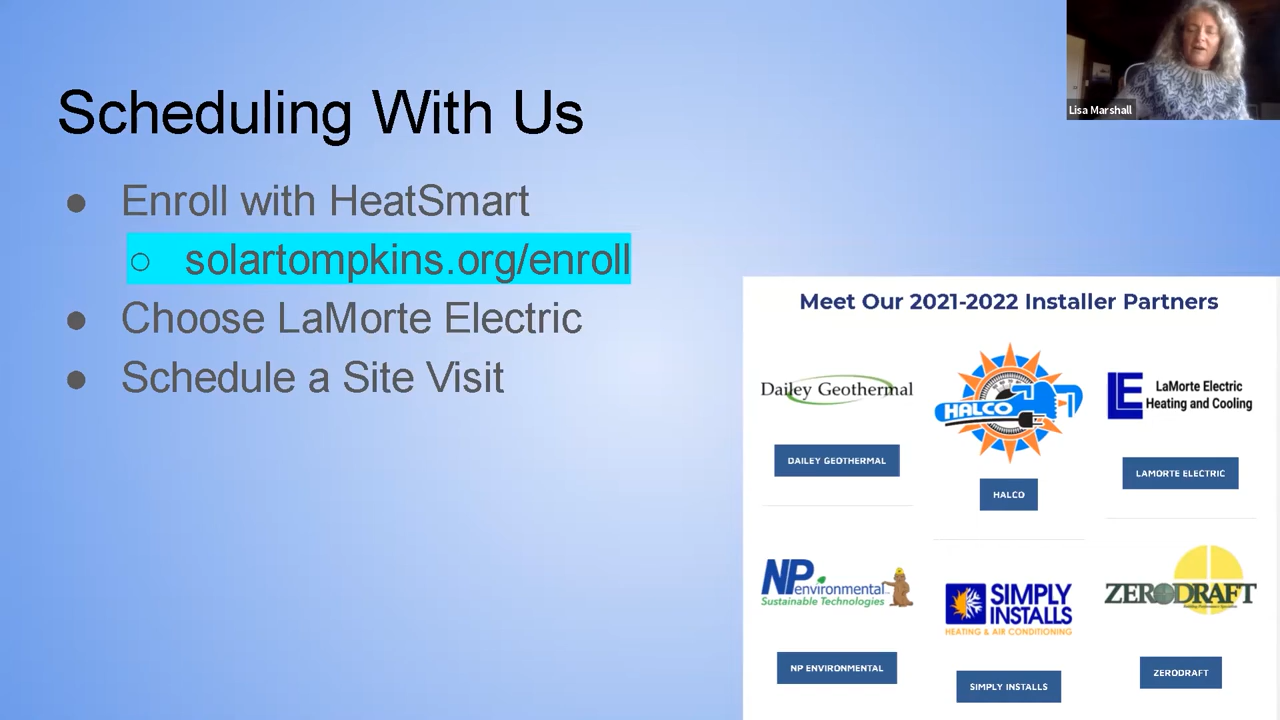 Scheduling With Us
● Enroll with HeatSmart
○ solartompkins.org/enroll
● Choose LaMorte Electric
● Schedule a Site Visit
Lisa Marshall
Meet Our 2021-2022 Installer Partners
Dailey Geothermal
DAILEY GEOTHERMAL
HALCO
HALCO
LE
LaMorte Electric
Heating and Cooling
LAMORTE ELECTRIC
NPenvironmental
Sustainable Technologies
NP ENVIRONMENTAL
SIMPLY
INSTALLS
HEATING & AIR CONDITIONING
SIMPLY INSTALLS
ZERODRAFT
ZERODRAFT